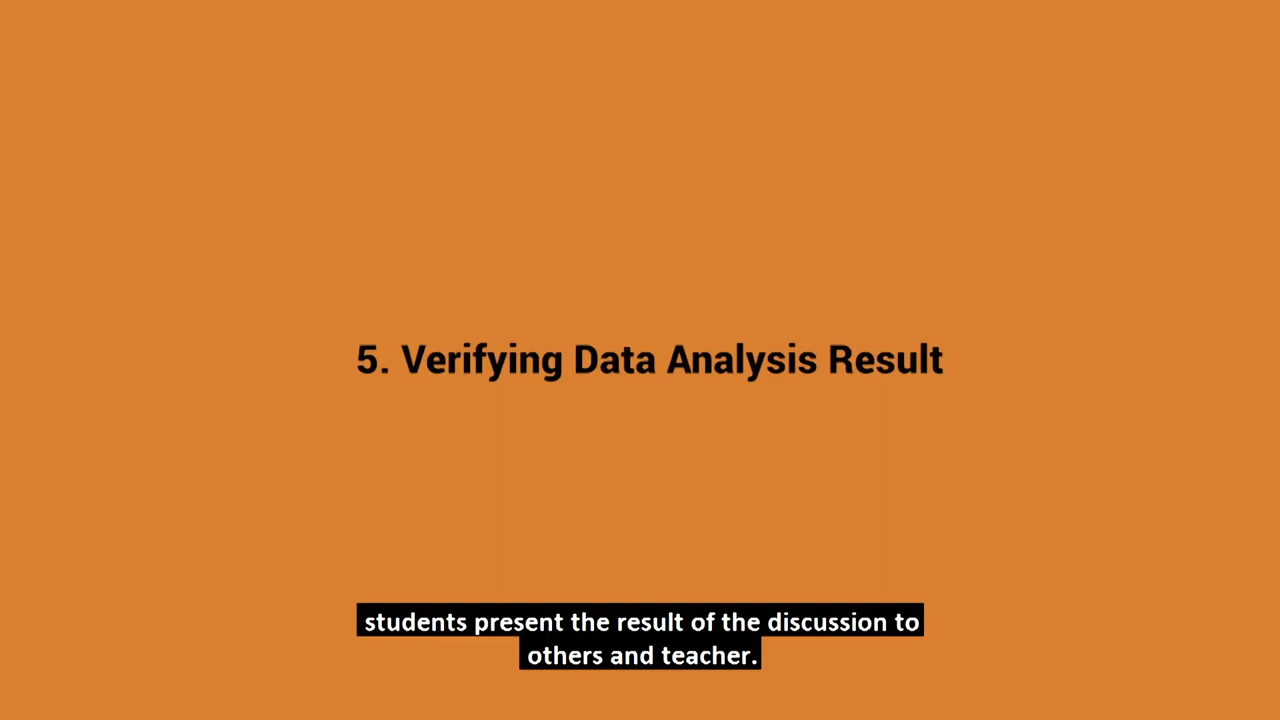 5. Verifying Data Analysis Result
students present the result of the discussion to
others and teacher.